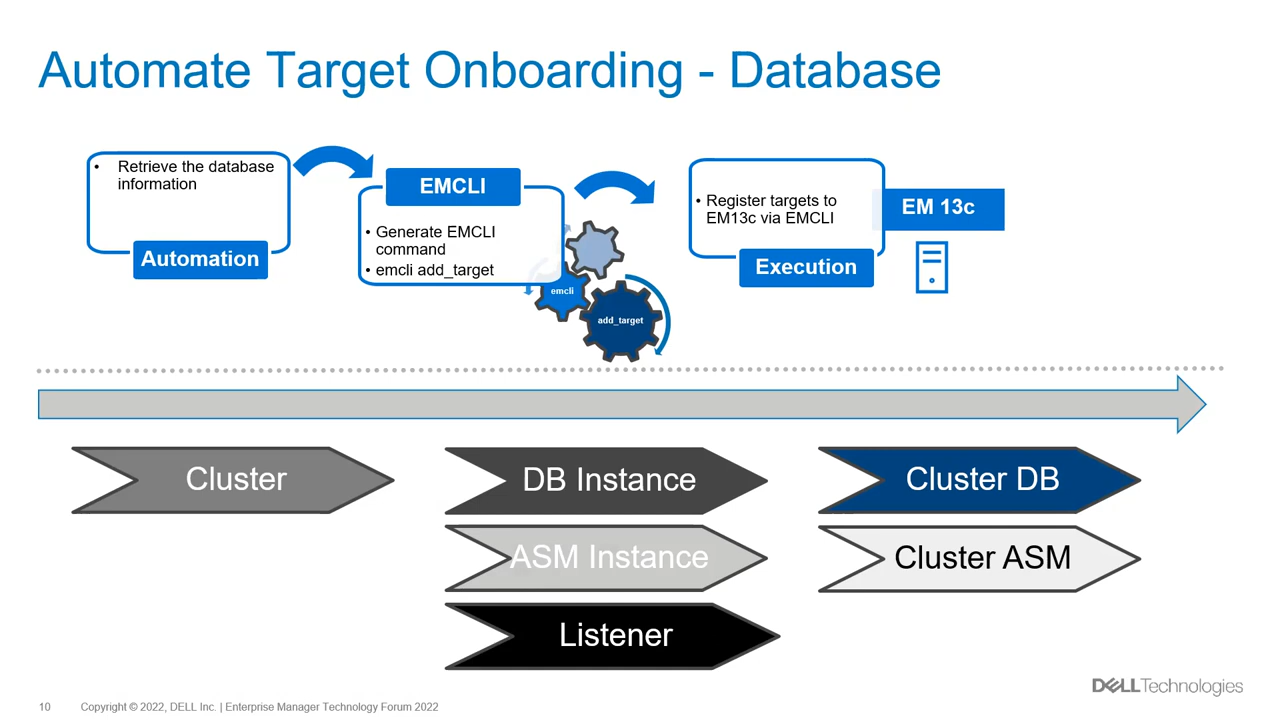 Automate Target Onboarding - Database
• Retrieve the database
information
Automation
EMCLI
• Generate EMCLI
command
• emcli add_target
emcli
add_target
• Register targets to
EM13c via EMCLI
Execution
EM 13c
Cluster
DB Instance
Cluster DB
ASM Instance
Cluster ASM
Listener
DELL Technologies
10 Copyright © 2022, DELL Inc. | Enterprise Manager Technology Forum 2022